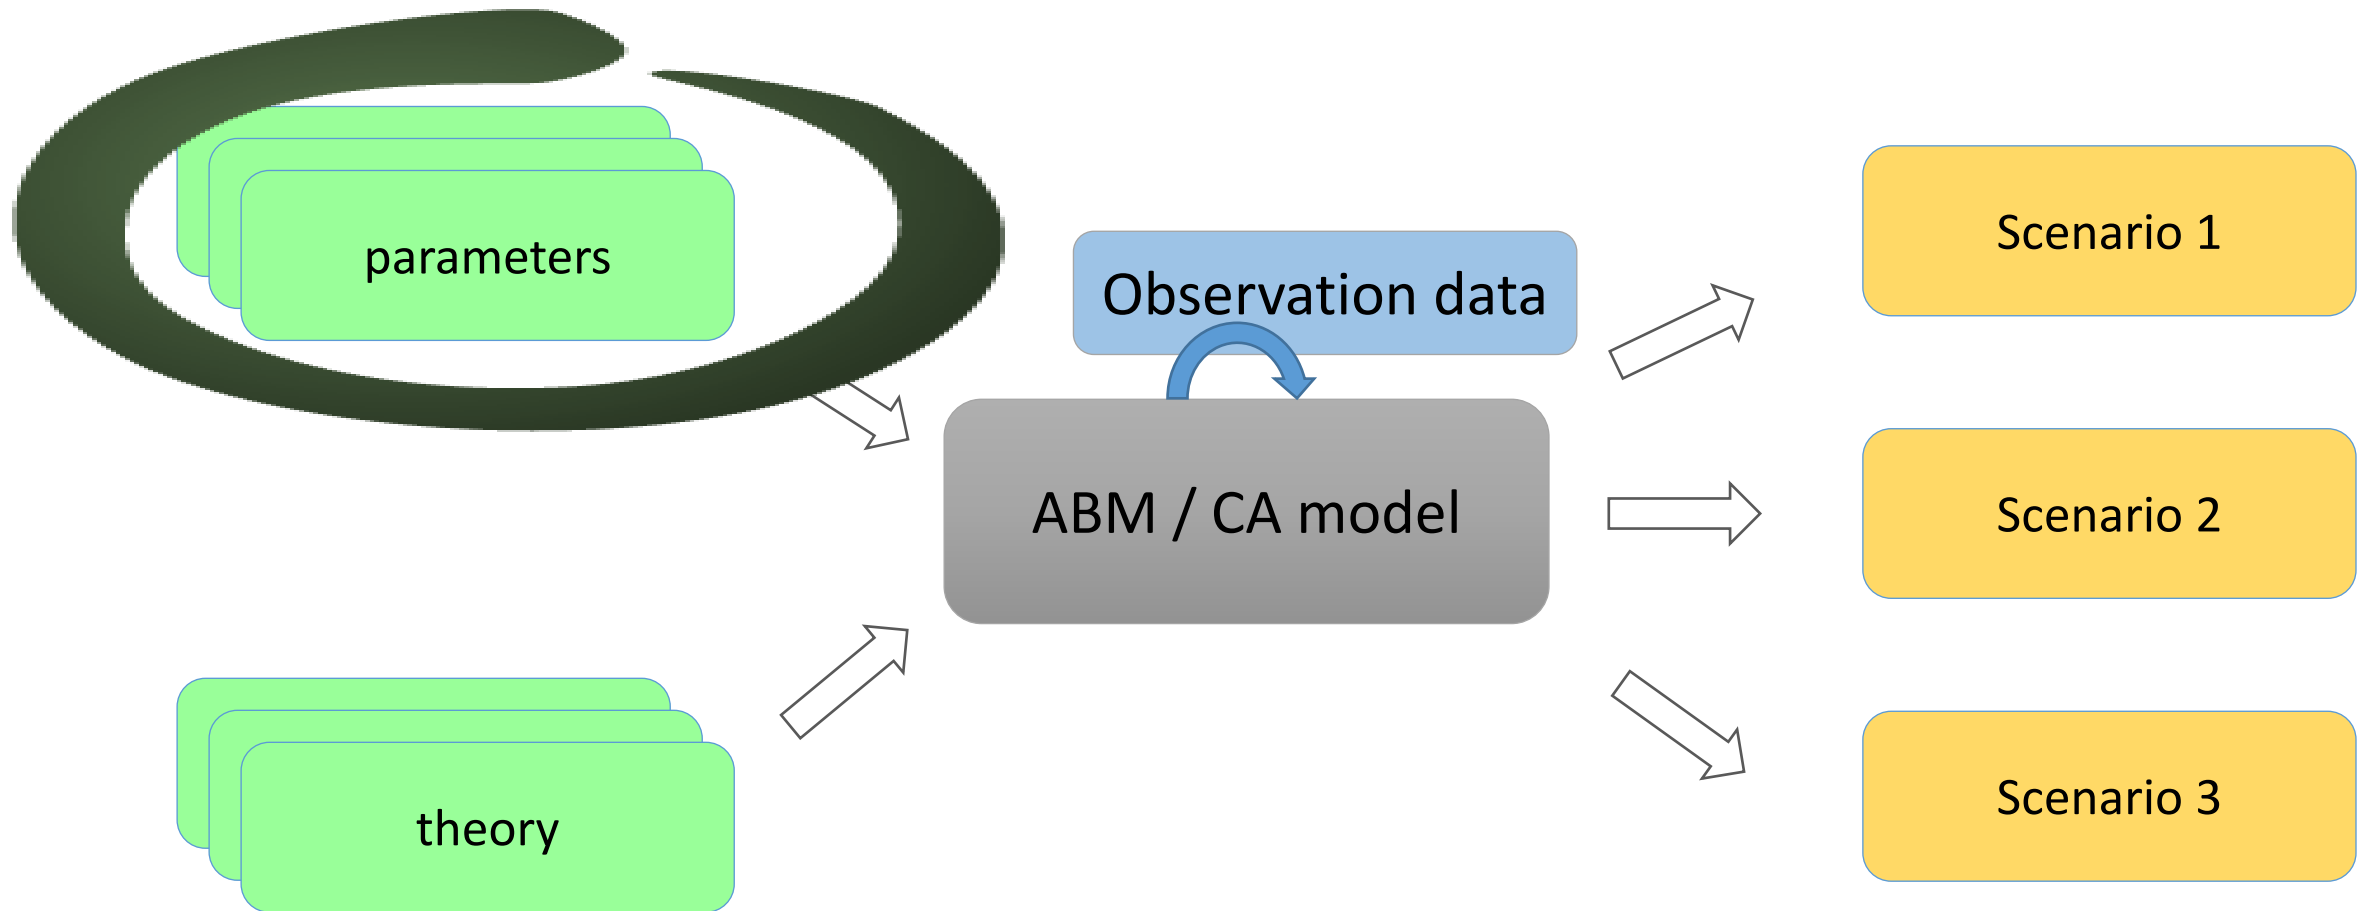 parameters
Observation data
ABM / CA model
theory
Scenario 1
Scenario 2
Scenario 3